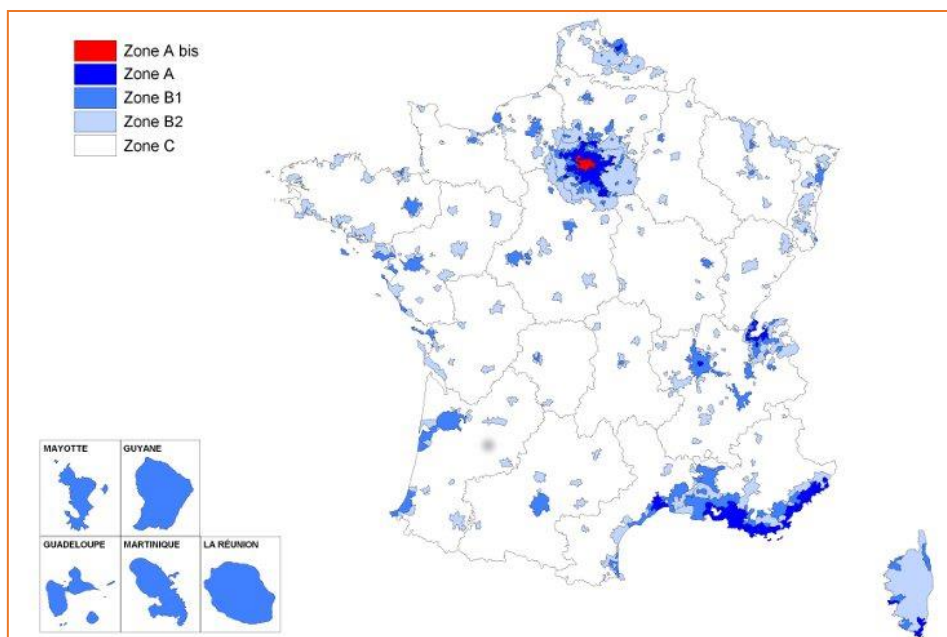 Zone A bis
Zone A
Zone B1
Zone B2
Zone C
MAYOTTE
GUYANE
GUADELOUPE
MARTINIQUE
LA RÉUNION